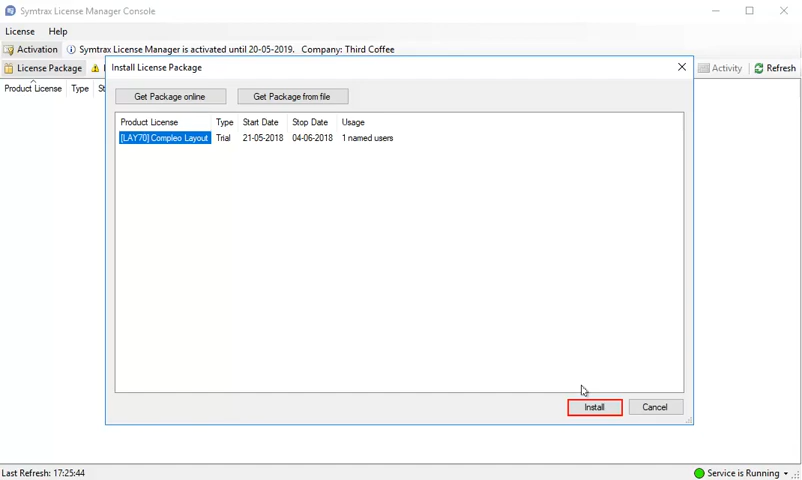 Symtrax License Manager Console
License Help
Activation Symtrax License Manager is activated until 20-05-2019. Company: Third Coffee
License Package Install License Package Activity Refresh
Product License Type
Get Package online Get Package from file
Product License Type Start Date Stop Date Usage
[LAY70] Compleo Layout Trial 21-05-2018 04-06-2018 1 named users
Install Cancel
Last Refresh: 17:25:44 Service is Running